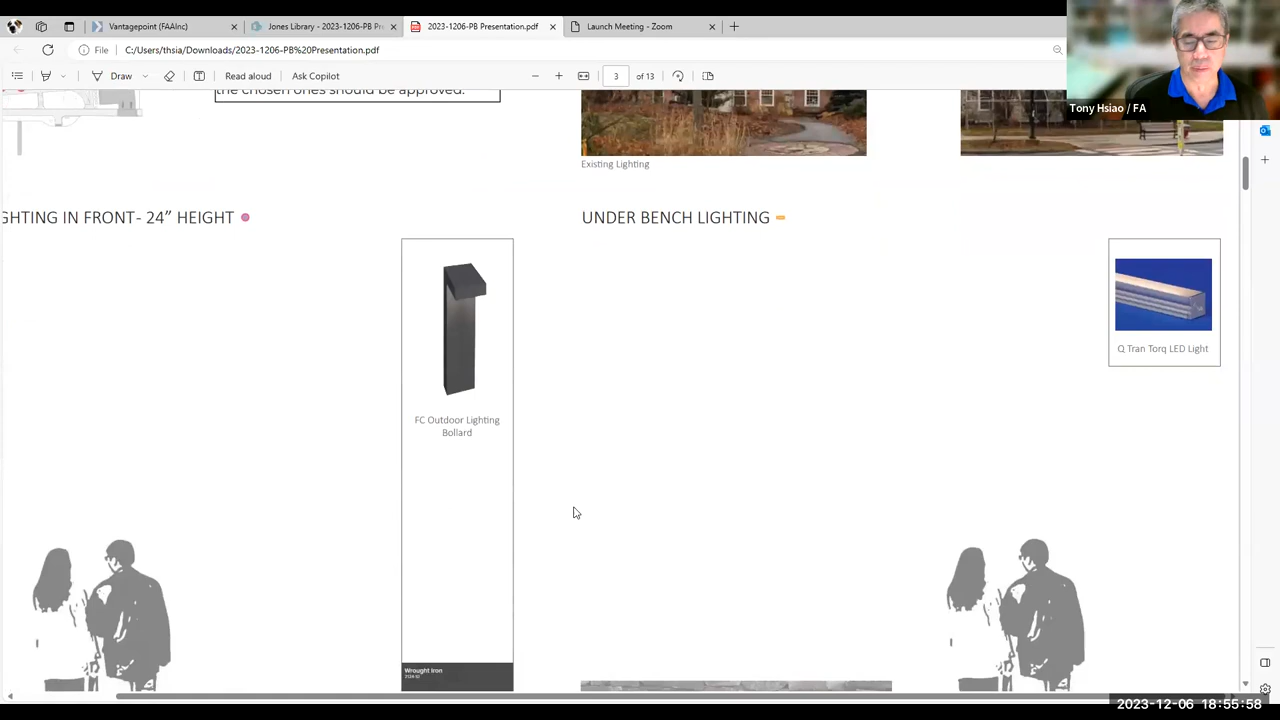 Vantagepoint (FAAInc)
Jones Library - 2023-1206-PB Pr
2023-1206-PB Presentation.pdf
Launch Meeting - Zoom
File
C:/Users/thsia/Downloads/2023-1206-PB%20Presentation.pdf
Draw
Read aloud
Ask Copilot
3
of 13
Tony Hsiao / FA
the chosen ones should be approved.
Existing Lighting
GHTING IN FRONT- 24” HEIGHT
UNDER BENCH LIGHTING
Q Tran Torq LED Light
FC Outdoor Lighting
Bollard
Wrought Iron
2023-12-06 18:55:58